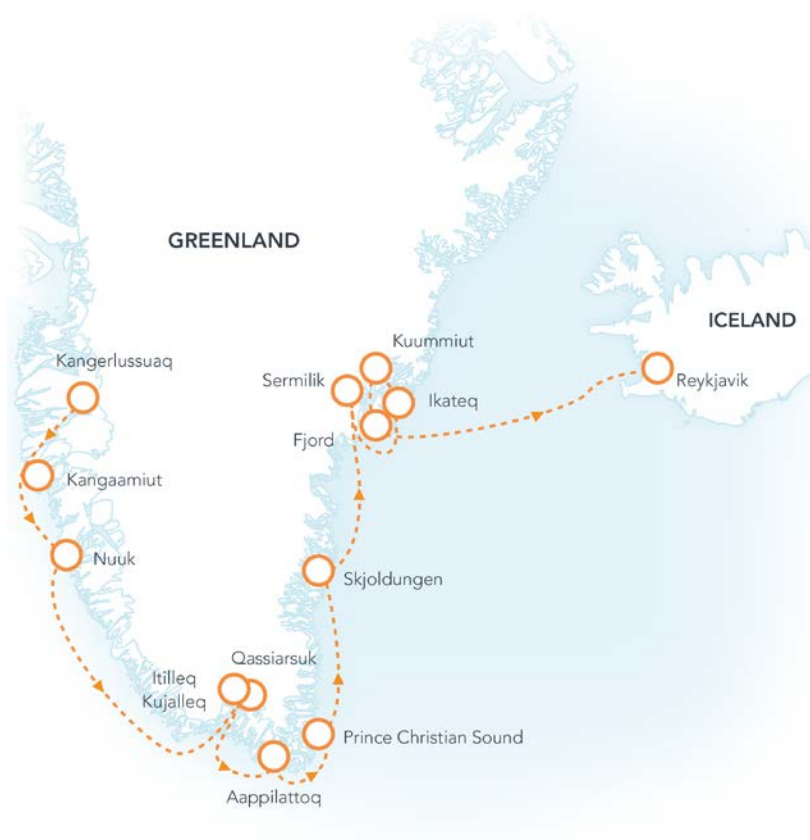 GREENLAND
ICELAND
Kuummiut
Kangerlussuaq
Sermilik
Reykjavik
Ikateq
Fjord
Kangaamiut
Nuuk
Skjoldungen
Qassiarsuk
Itilleq
Kujalleq
Prince Christian Sound
Aappilattoq